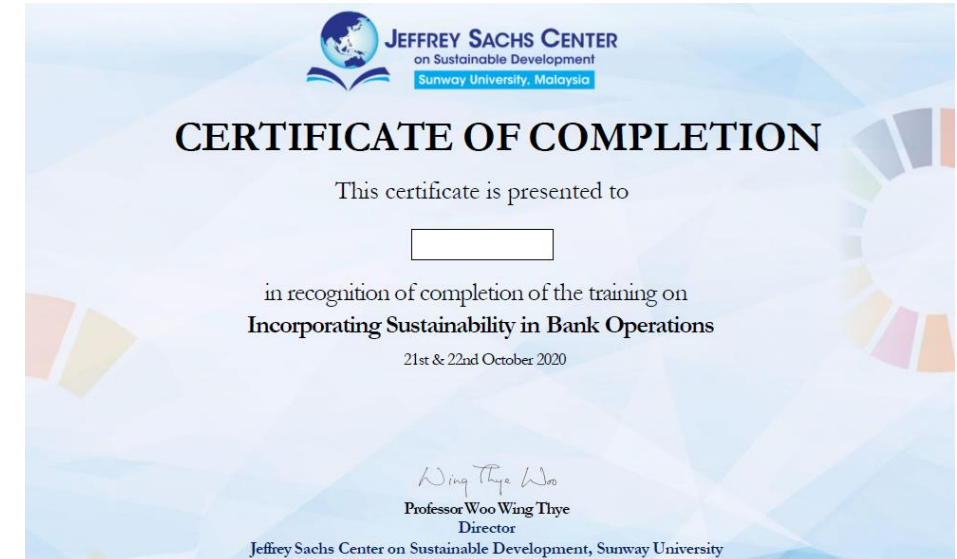 JEFFREY SACHS CENTER
on Sustainable Development
Sunway University, Malaysia
CERTIFICATE OF COMPLETION
This certificate is presented to
in recognition of completion of the training on
Incorporating Sustainability in Bank Operations
21st & 22nd October 2020
Wing Thye Woo
Professor Woo Wing Thye
Director
Jeffrey Sachs Center on Sustainable Development, Sunway University